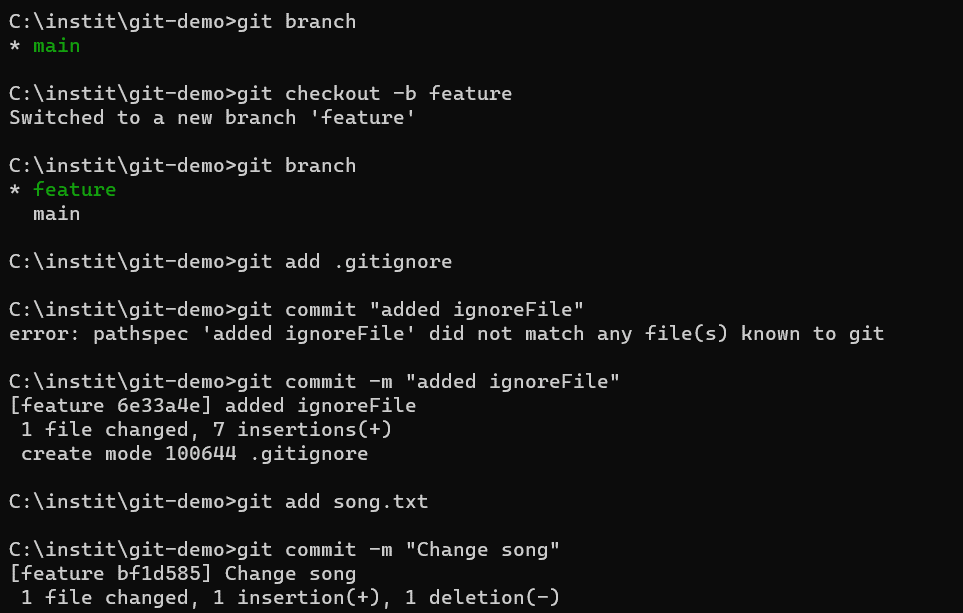 C:\instit\git-demo>git branch
* main
C:\instit\git-demo>git checkout -b feature
Switched to a new branch 'feature'
C:\instit\git-demo>git branch
* feature
  main
C:\instit\git-demo>git add .gitignore
C:\instit\git-demo>git commit "added ignoreFile"
error: pathspec 'added ignoreFile' did not match any file(s) known to git
C:\instit\git-demo>git commit -m "added ignoreFile"
[feature 6e33a4e] added ignoreFile
 1 file changed, 7 insertions(+)
 create mode 100644 .gitignore
C:\instit\git-demo>git add song.txt
C:\instit\git-demo>git commit -m "Change song"
[feature bf1d585] Change song
 1 file changed, 1 insertion(+), 1 deletion(-)